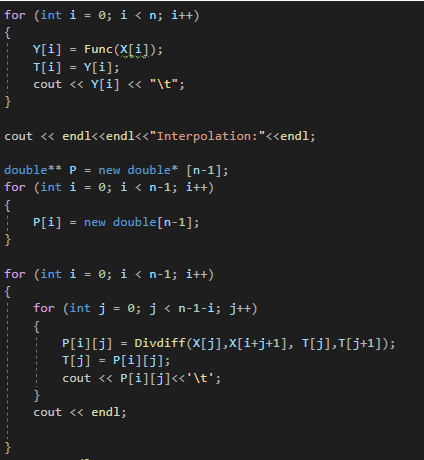 for (int i = 0; i < n; i++)
{
    Y[i] = Func(X[i]);
    T[i] = Y[i];
    cout << Y[i] << "\t";
}

cout << endl<<endl<<"Interpolation:"<<endl;

double** P = new double* [n-1];
for (int i = 0; i < n-1; i++)
{
    P[i] = new double[n-1];
}

for (int i = 0; i < n-1; i++)
{
    for (int j = 0; j < n-1-i; j++)
    {
        P[i][j] = Divdiff(X[j],X[i+j+1], T[j],T[j+1]);
        T[j] = P[i][j];
        cout << P[i][j]<<'\t';
    }
    cout << endl;

}